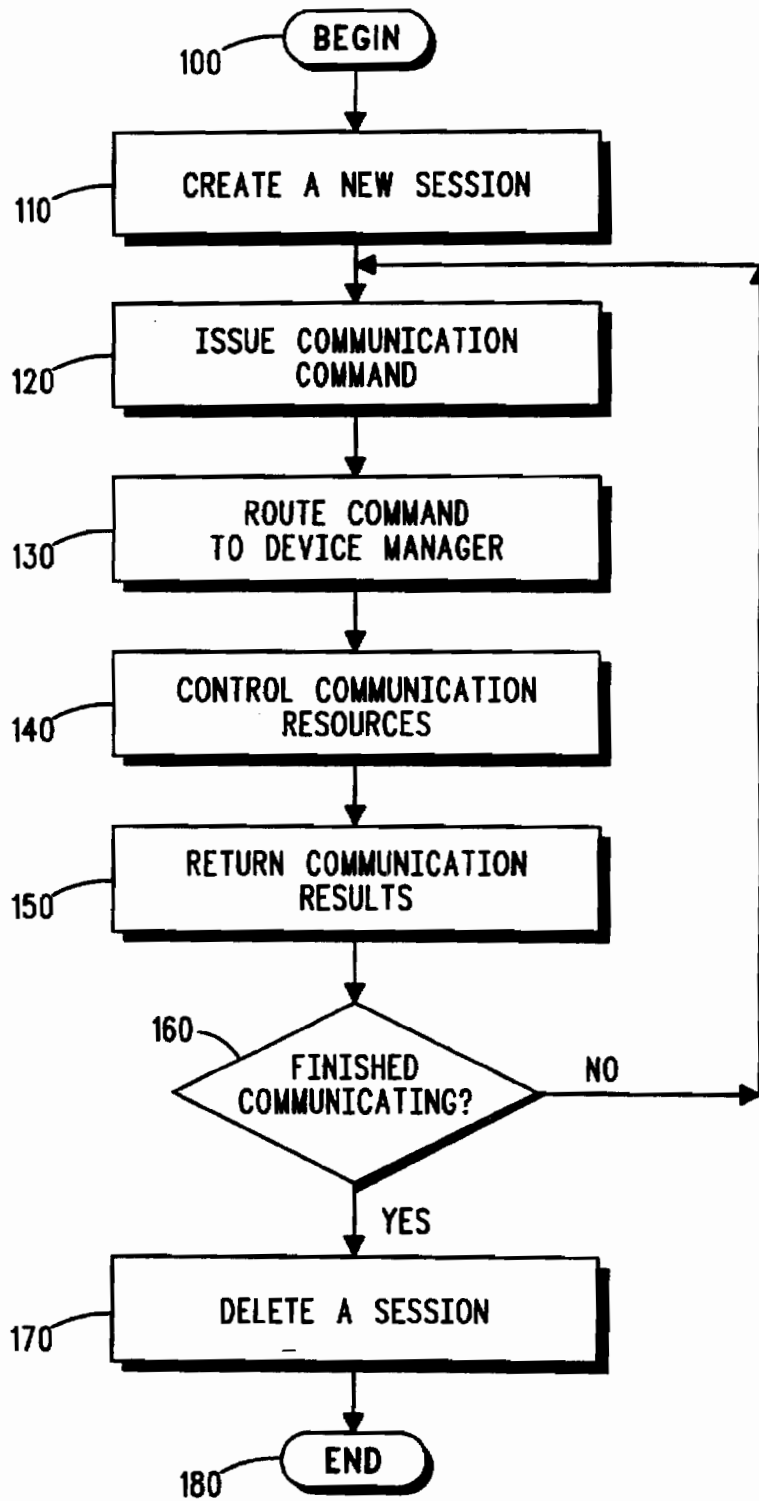 BEGIN
100
CREATE A NEW SESSION
110
ISSUE COMMUNICATION
COMMAND
120
ROUTE COMMAND
TO DEVICE MANAGER
130
CONTROL COMMUNICATION
RESOURCES
140
RETURN COMMUNICATION
RESULTS
150
160
FINISHED
COMMUNICATING?
NO
YES
DELETE A SESSION
170
END
180